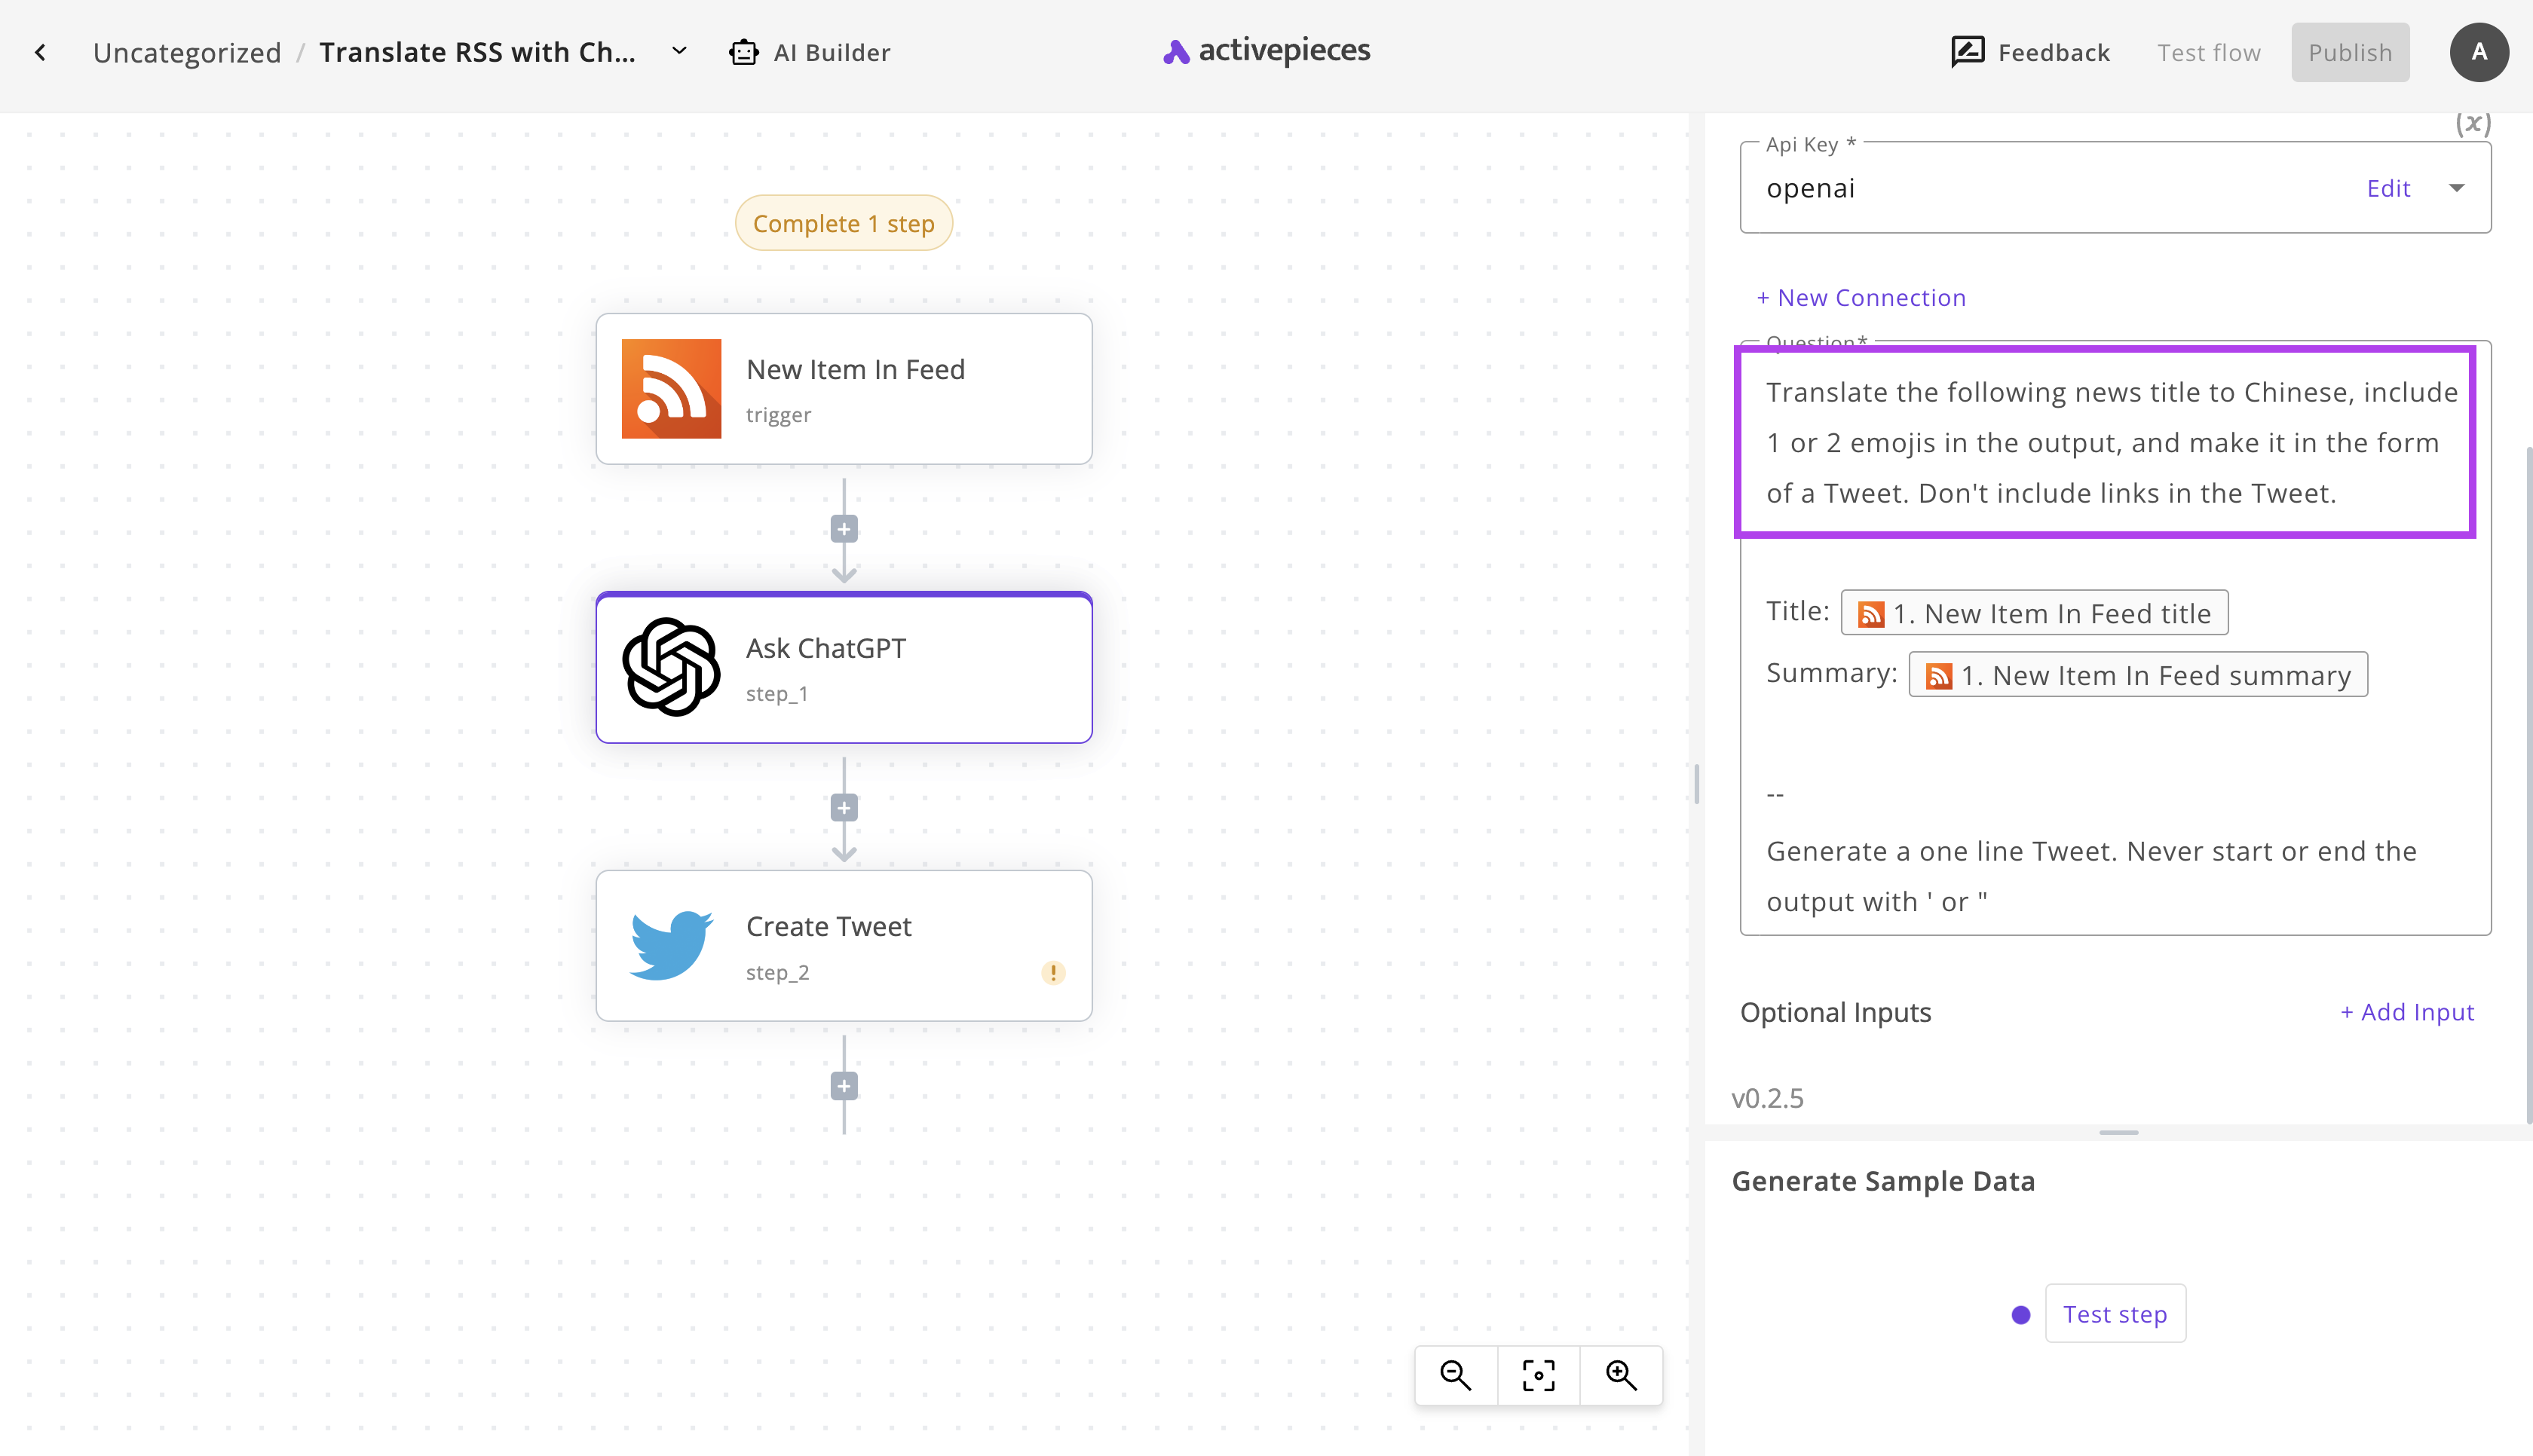 Uncategorized / Translate RSS with Ch...
AI Builder
activepieces
Feedback
Test flow
Publish
A
Complete 1 step
New Item In Feed
trigger
Ask ChatGPT
step_1
Create Tweet
step_2
!
(x)
Api Key *
openai
Edit
+ New Connection
Question*
Translate the following news title to Chinese, include
1 or 2 emojis in the output, and make it in the form
of a Tweet. Don't include links in the Tweet.
Title: 1. New Item In Feed title
Summary: 1. New Item In Feed summary
--
Generate a one line Tweet. Never start or end the
output with ' or "
Optional Inputs
+ Add Input
v0.2.5
Generate Sample Data
Test step